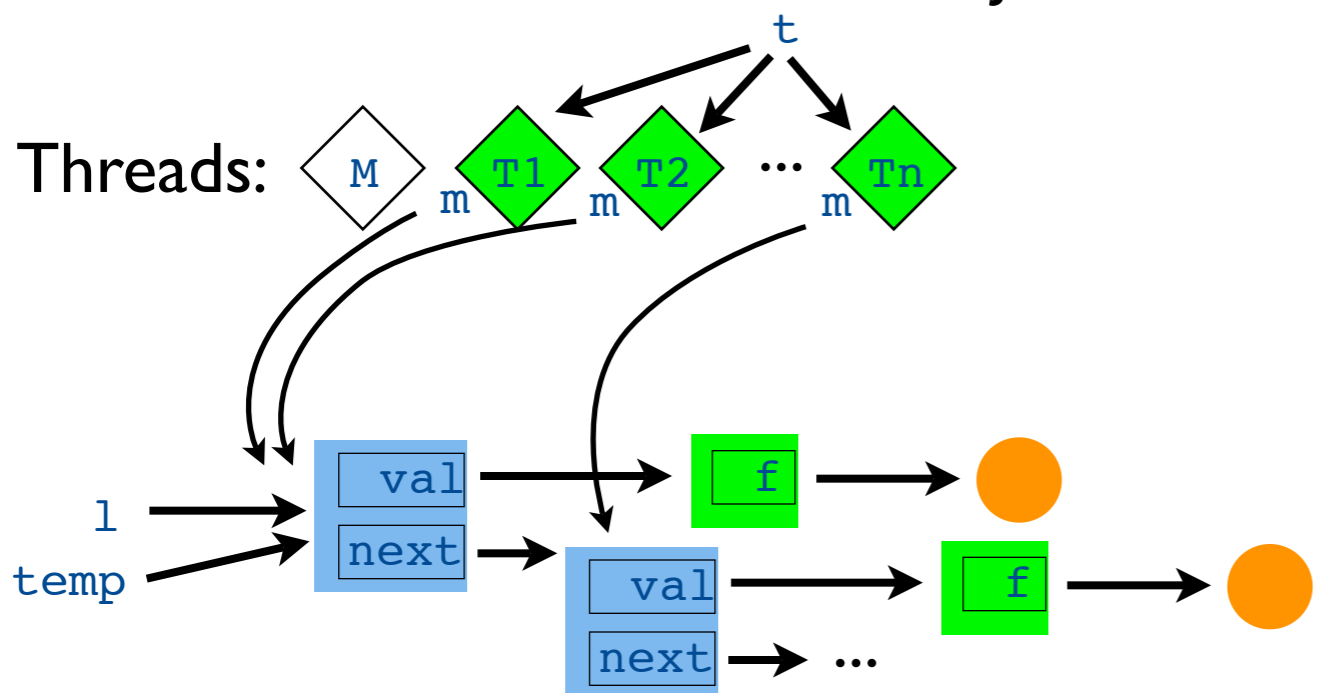 t
Threads: M T1 T2 ... Tn
m m m
val f
l
next
temp
val f
next ...